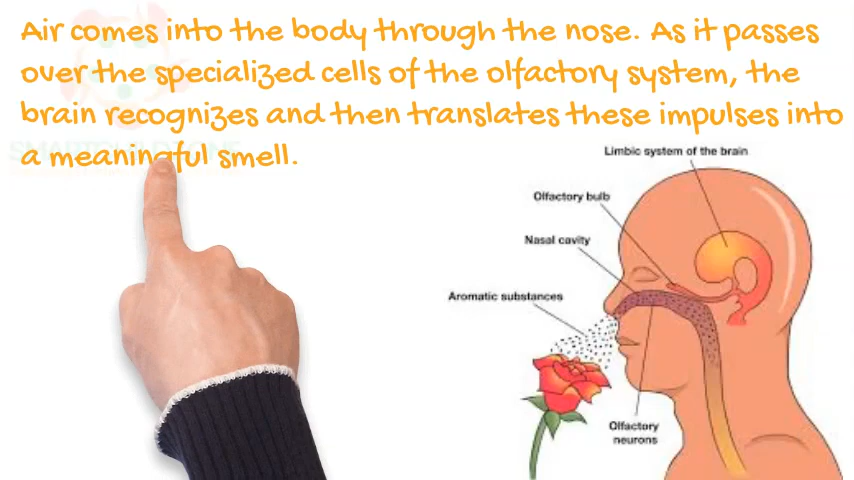 Air comes into the body through the nose. As it passes
over the specialized cells of the olfactory system, the
brain recognizes and then translates these impulses into
a meaningful smell.
Limbic system of the brain
Olfactory bulb
Nasal cavity
Aromatic substances
Olfactory
neurons